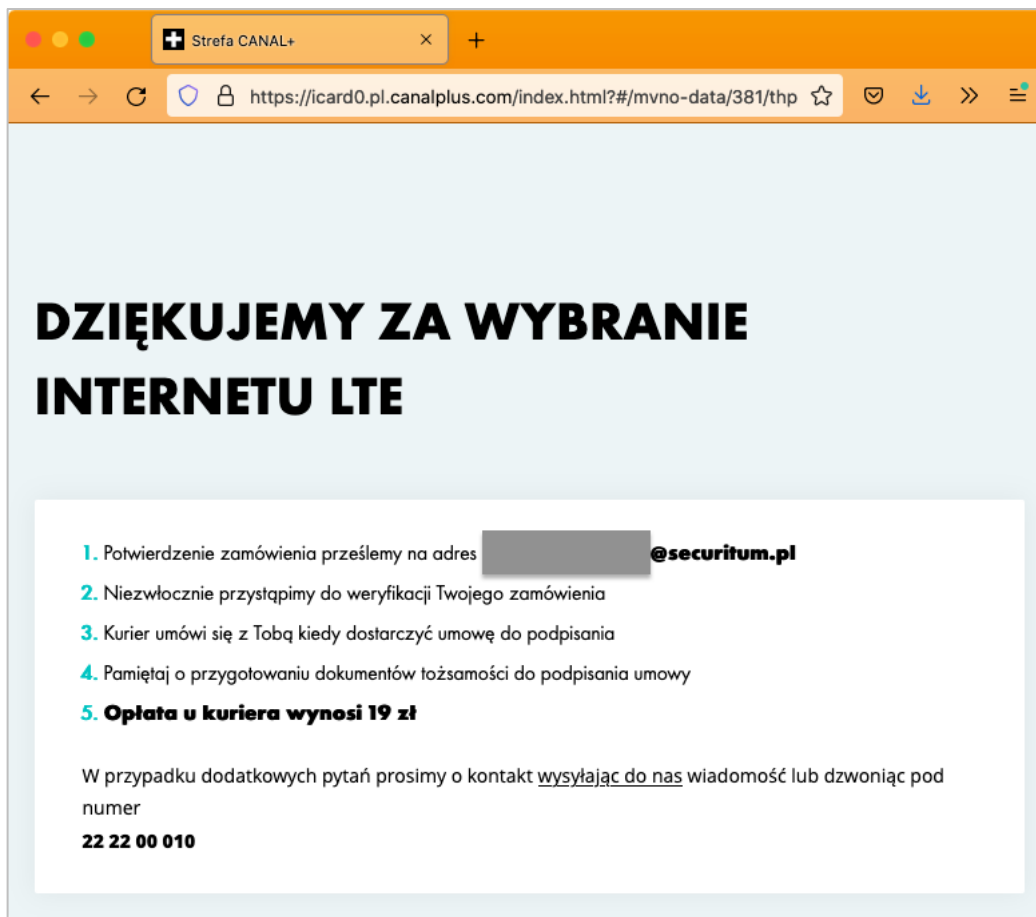 Strefa CANAL+
https://icard0.pl.canalplus.com/index.html?#/mvno-data/381/thp
DZIĘKUJEMY ZA WYBRANIE
INTERNETU LTE
1. Potwierdzenie zamówienia prześlemy na adres @securitum.pl
2. Niezwłocznie przystąpimy do weryfikacji Twojego zamówienia
3. Kurier umówi się z Tobą kiedy dostarczyć umowę do podpisania
4. Pamiętaj o przygotowaniu dokumentów tożsamości do podpisania umowy
5. Opłata u kuriera wynosi 19 zł
W przypadku dodatkowych pytań prosimy o kontakt wysyłając do nas wiadomość lub dzwoniąc pod
numer
22 22 00 010